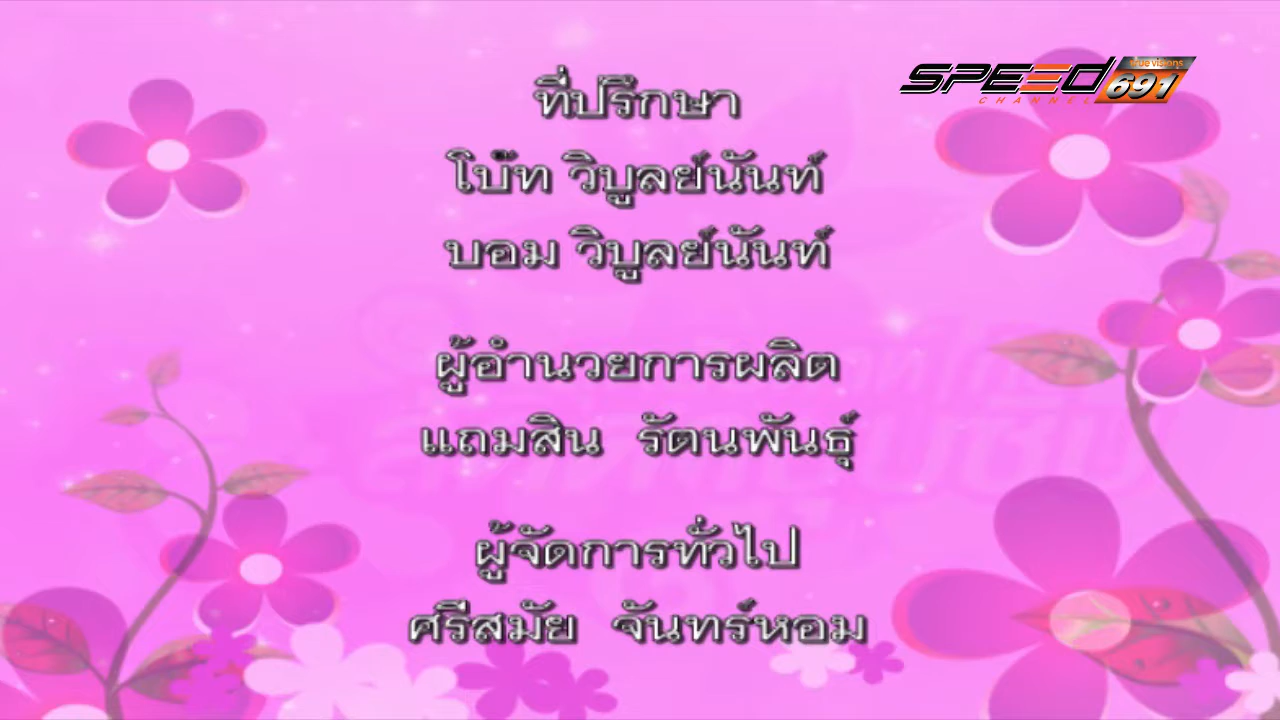 SPEED
true visions
691
CHANNEL
ที่ปรึกษา
โบ๊ท วิบูลย์นันท์
บอม วิบูลย์นันท์
ผู้อำนวยการผลิต
แถมสิน รัตนพันธุ์
ผู้จัดการทั่วไป
ศรีสมัย จันทร์หอม